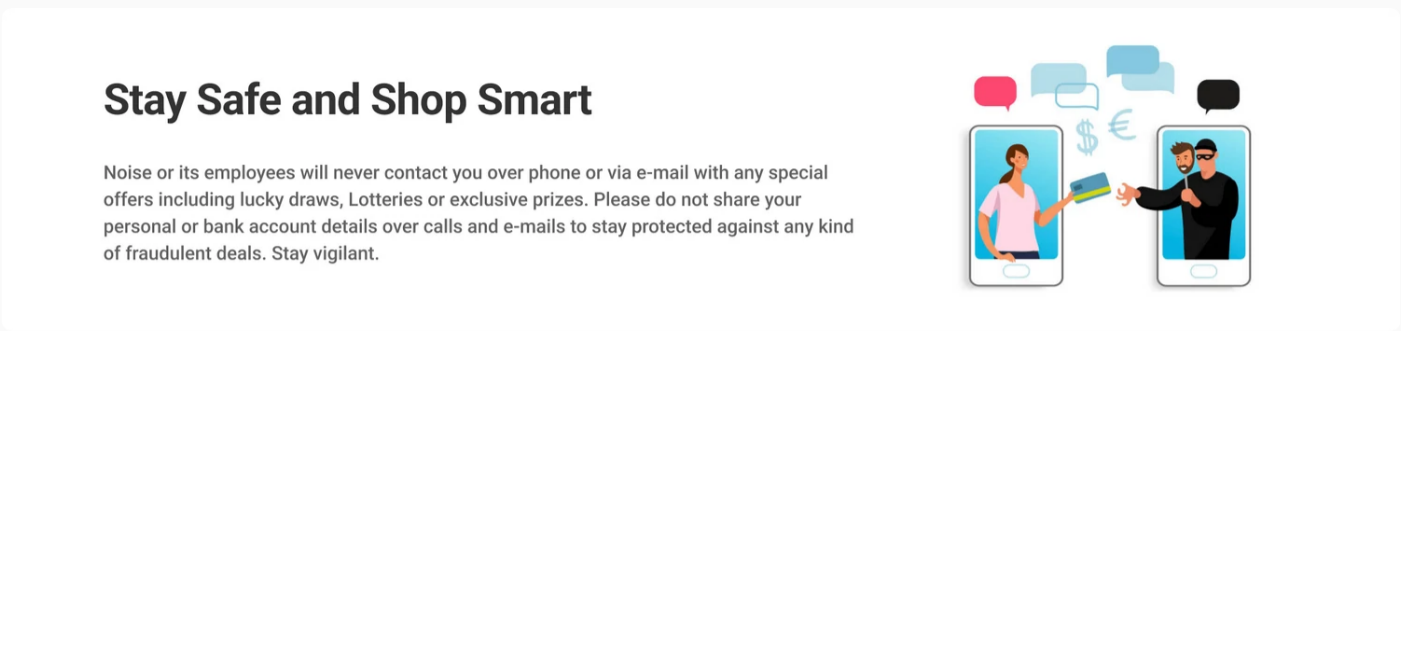 Stay Safe and Shop Smart
Noise or its employees will never contact you over phone or via e-mail with any special
offers including lucky draws, Lotteries or exclusive prizes. Please do not share your
personal or bank account details over calls and e-mails to stay protected against any kind
of fraudulent deals. Stay vigilant.
$ €